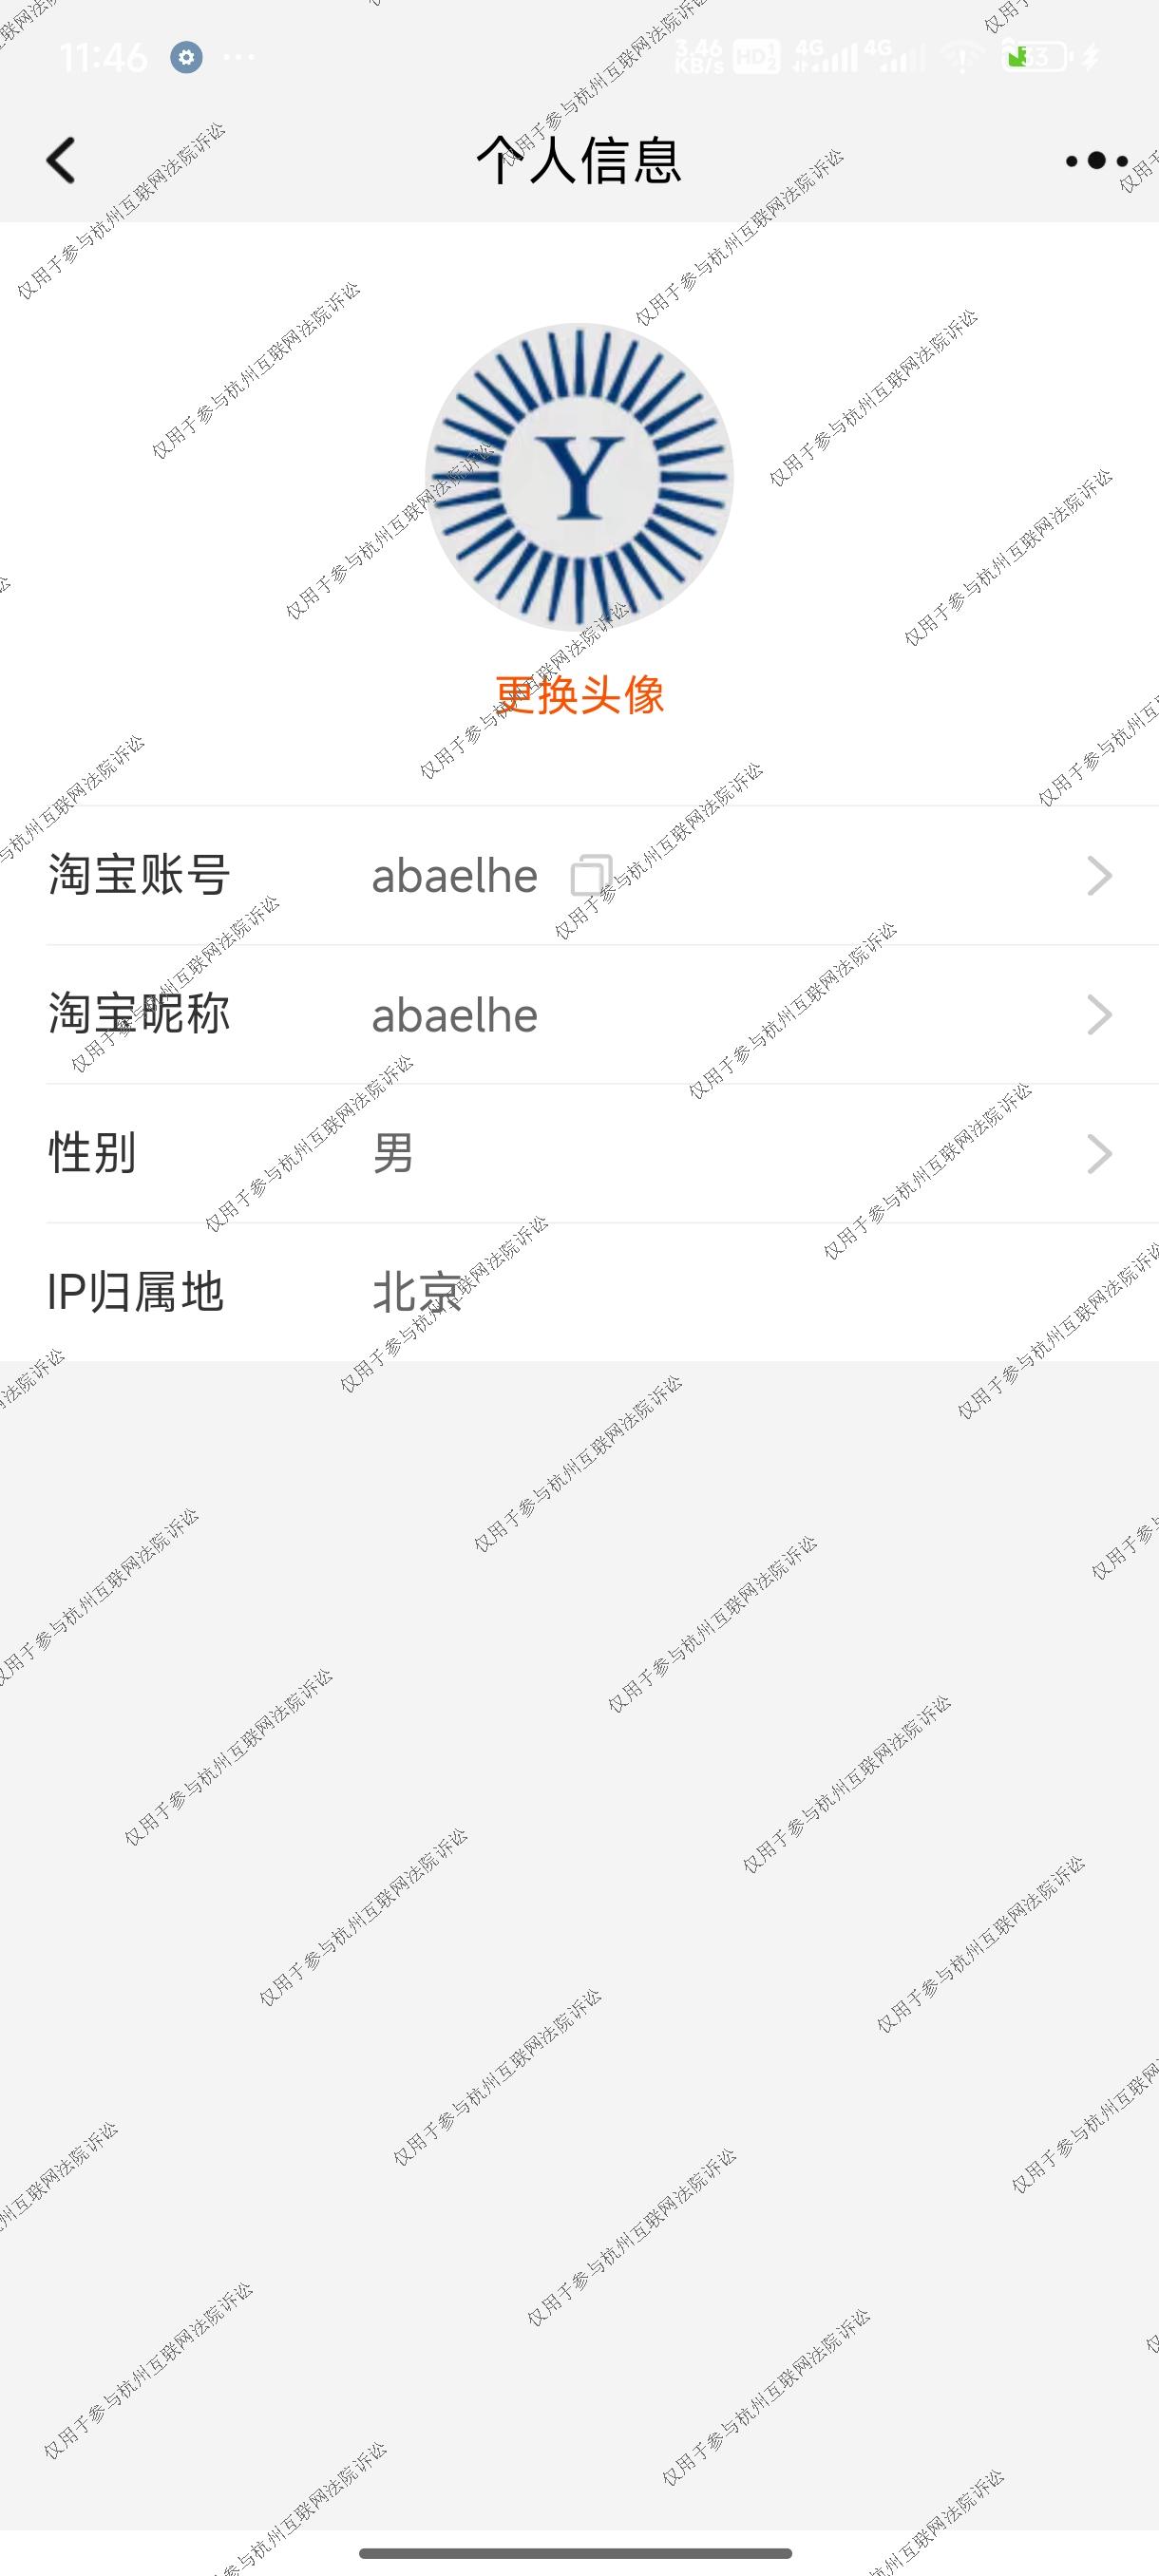 11:46 ... 3.46 KB/s HD 1 2 4G 4G 33
个人信息
Y
更换头像
淘宝账号 abaelhe
淘宝昵称 abaelhe
性别 男
IP归属地 北京
仅用于参与杭州互联网法院诉讼